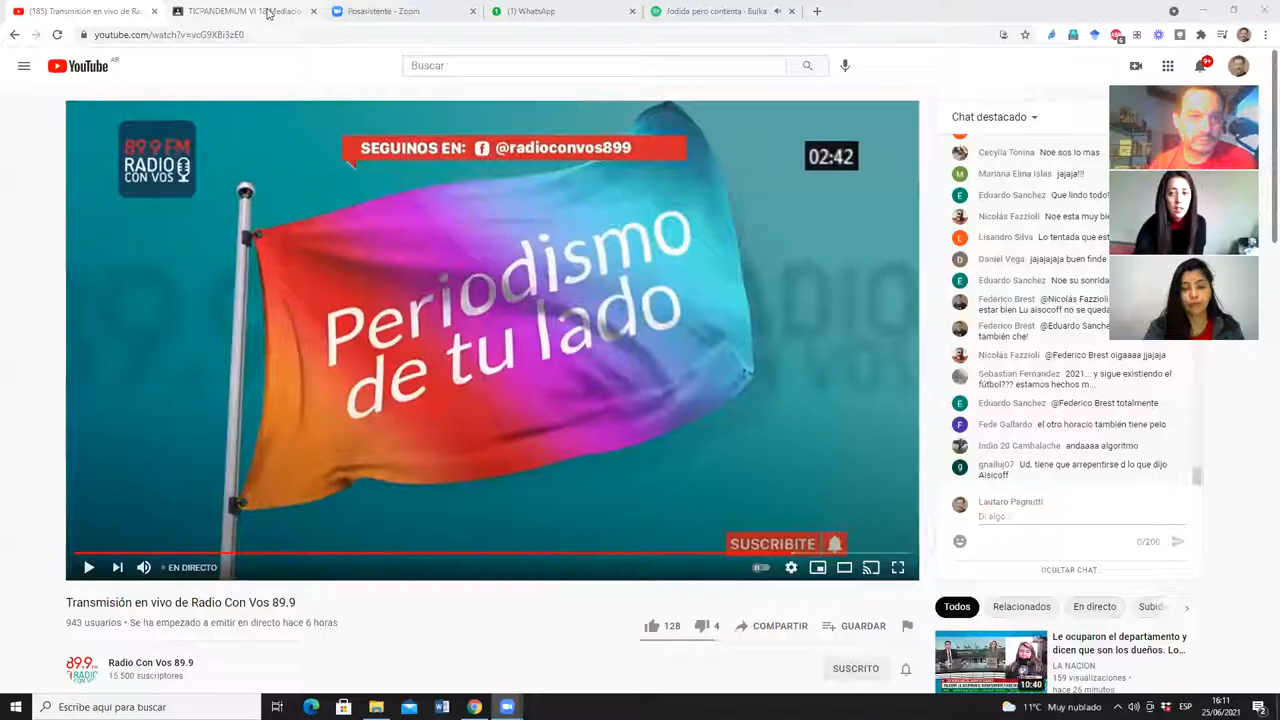 (185) Transmisión en vivo de Ra
TICPANDEMIUM VI 18 Mediacio
Posasistente - Zoom
(1) WhatsApp
Jodida pero contenta - Buika
youtube.com/watch?v=vcG9XBi3zE0
YouTube AR
Buscar
9+
89.9 FM
RADIO
CON VOS
SEGUINOS EN: @radioconvos899
02:42
Periodismo
de tu lado
SUSCRIBITE
EN DIRECTO
Chat destacado
Cecylia Tonina Noe sos lo mas
Mariana Elina Islas jajaja!!!
Eduardo Sanchez Que lindo todo
Nicolás Fazzioli Noe esta muy bi
Lisandro Silva Lo tentada que est
Daniel Vega jajajajaja buen finde
Eduardo Sanchez Noe su sonrid
Federico Brest @Nicolás Fazzioli
estar bien Lu aisocoff no se queda
Federico Brest @Eduardo Sanche
también che!
Nicolás Fazzioli @Federico Brest oigaaaa jjajaja
Sebastian Fernandez 2021... y sigue existiendo el
fútbol??? estamos hechos m...
Eduardo Sanchez @Federico Brest totalmente
Fede Gallardo el otro horacio también tiene pelo
Indio 20 Cambalache andaaaa algoritmo
gnailuj07 Ud, tiene que arrepentirse d lo que dijo
Aisicoff
Lautaro Pagnutti
Di algo...
0/200
OCULTAR CHAT
Transmisión en vivo de Radio Con Vos 89.9
943 usuarios • Se ha empezado a emitir en directo hace 6 horas
128
4
COMPARTIR
GUARDAR
Radio Con Vos 89.9
15.500 suscriptores
SUSCRITO
Todos
Relacionados
En directo
Subid
Le ocuparon el departamento y
dicen que son los dueños. Lo...
LA NACION
159 visualizaciones •
hace 26 minutos
10:40
Escribe aquí para buscar
11°C Muy nublado
ESP
16:11
25/06/2021
2